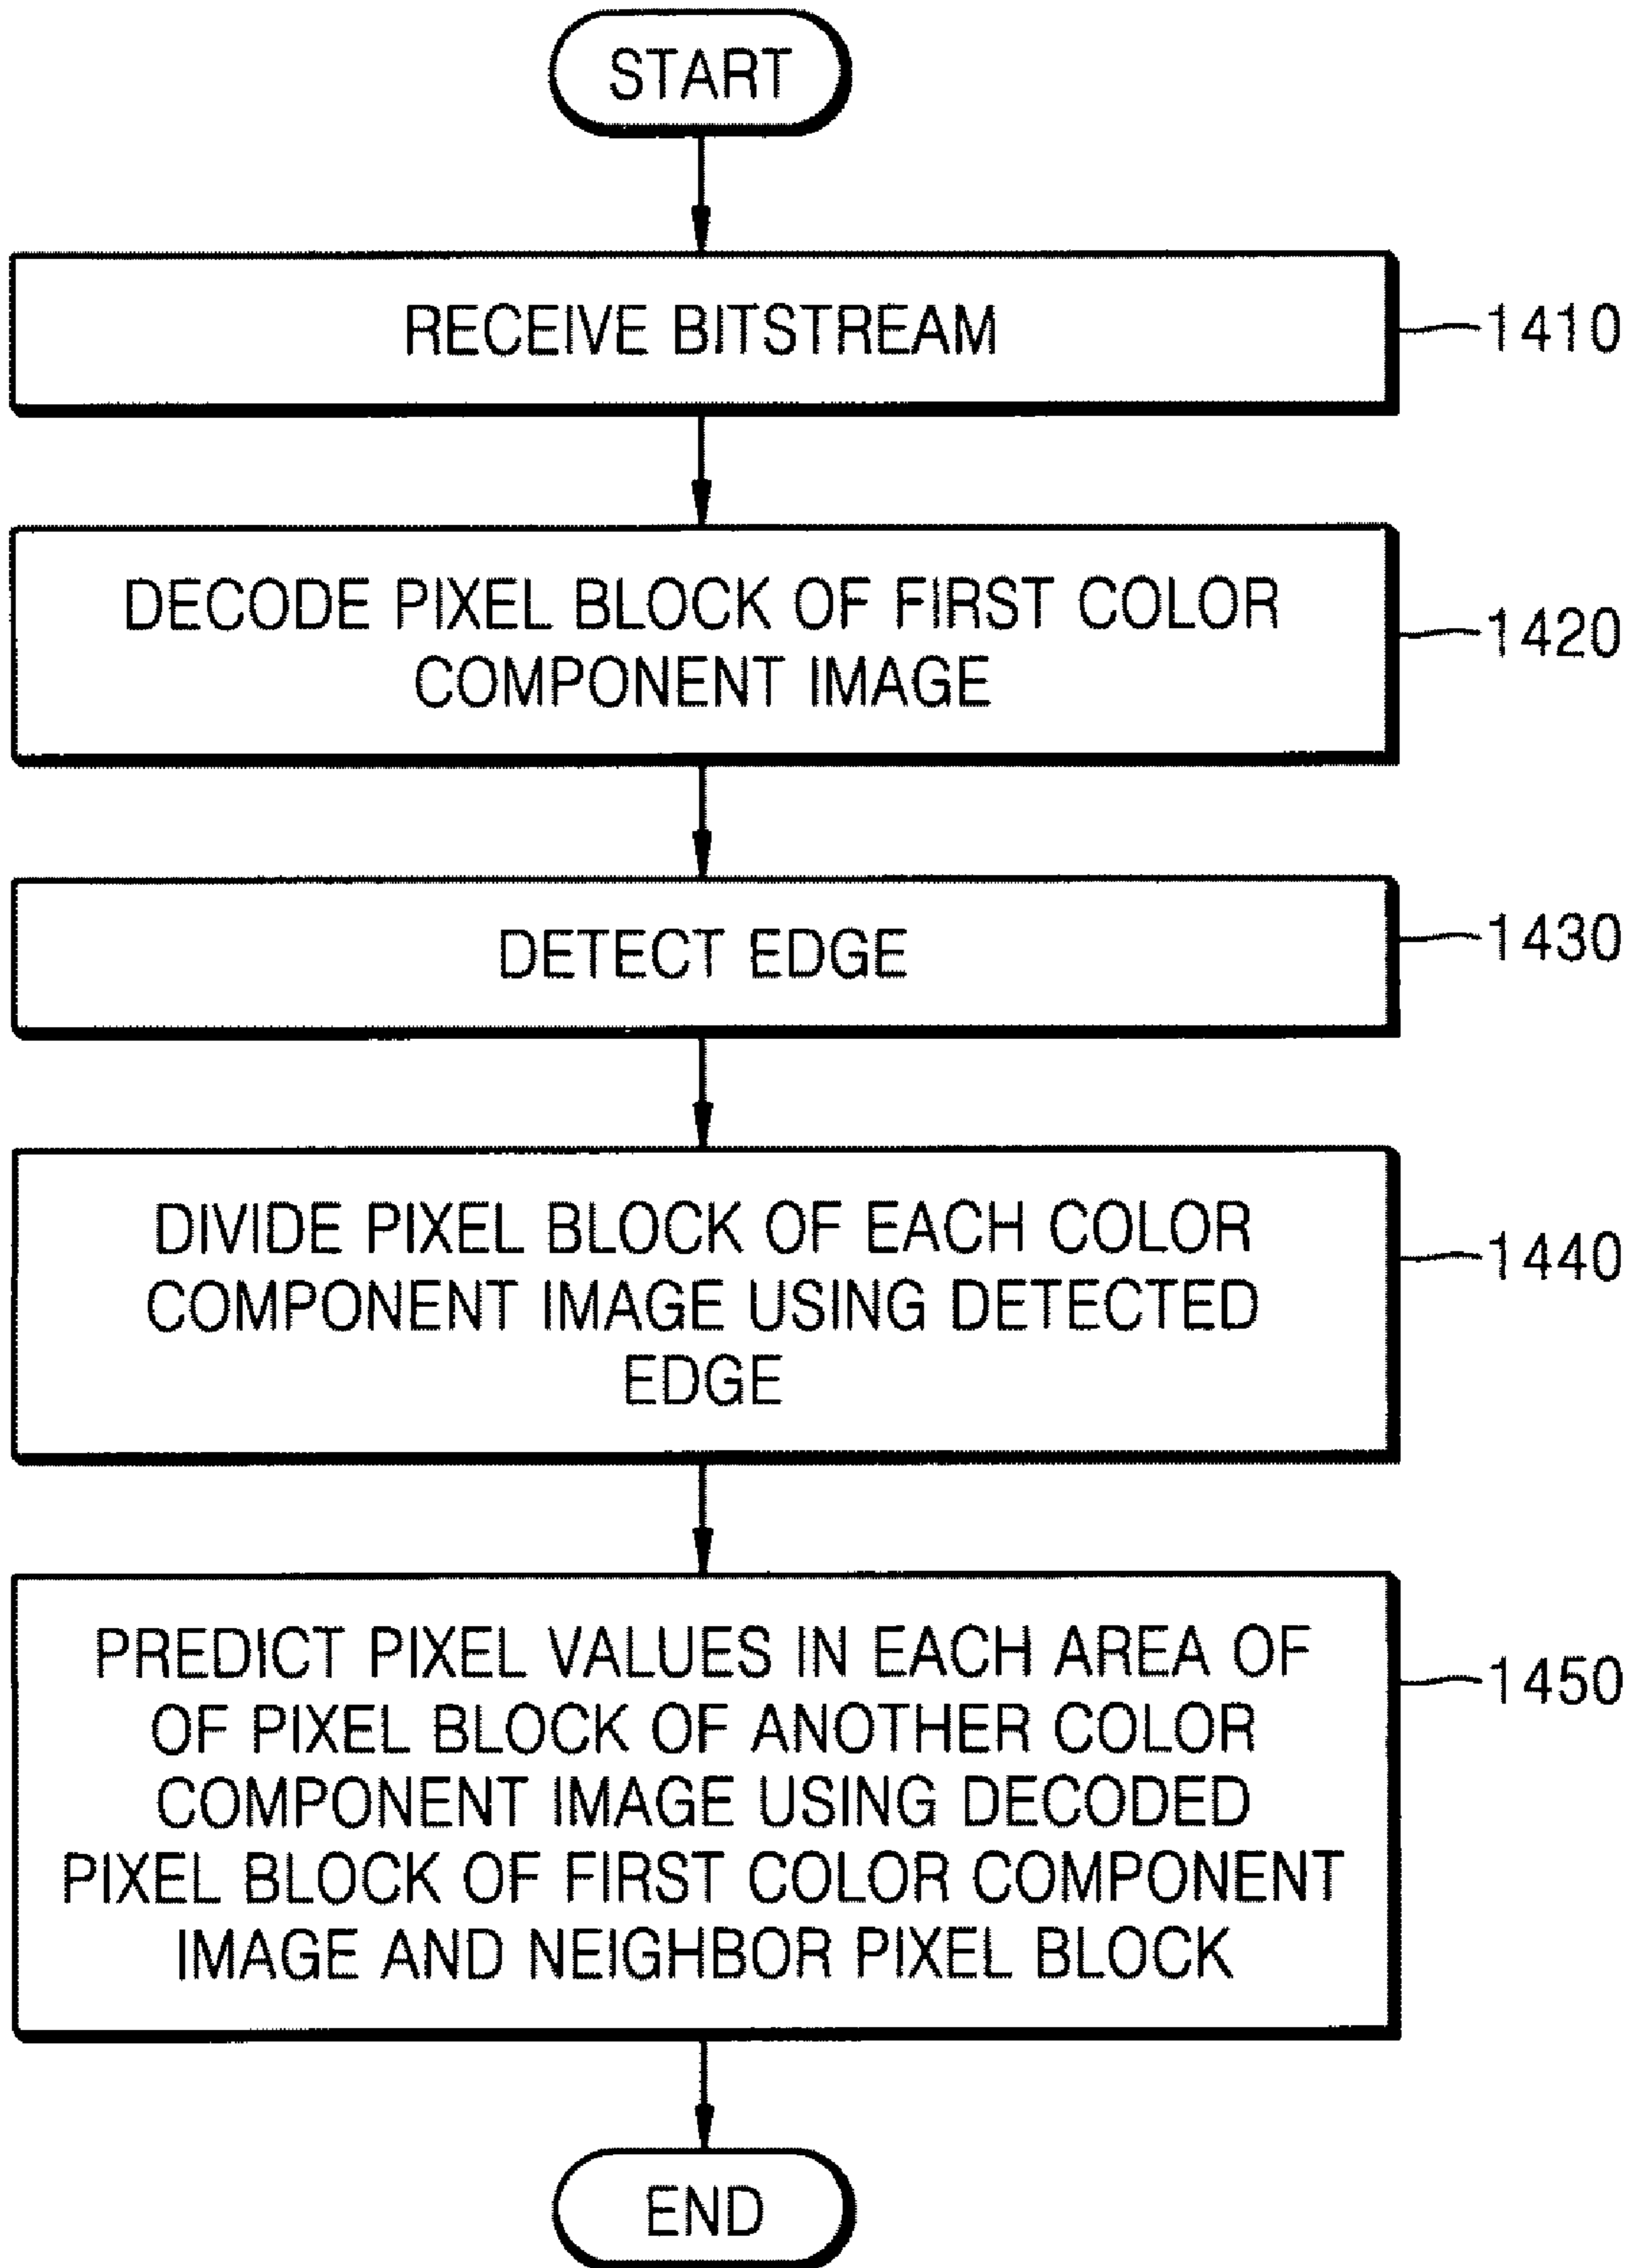 START
RECEIVE BITSTREAM
1410
DECODE PIXEL BLOCK OF FIRST COLOR
COMPONENT IMAGE
1420
DETECT EDGE
1430
DIVIDE PIXEL BLOCK OF EACH COLOR
COMPONENT IMAGE USING DETECTED
EDGE
1440
PREDICT PIXEL VALUES IN EACH AREA OF
OF PIXEL BLOCK OF ANOTHER COLOR
COMPONENT IMAGE USING DECODED
PIXEL BLOCK OF FIRST COLOR COMPONENT
IMAGE AND NEIGHBOR PIXEL BLOCK
1450
END